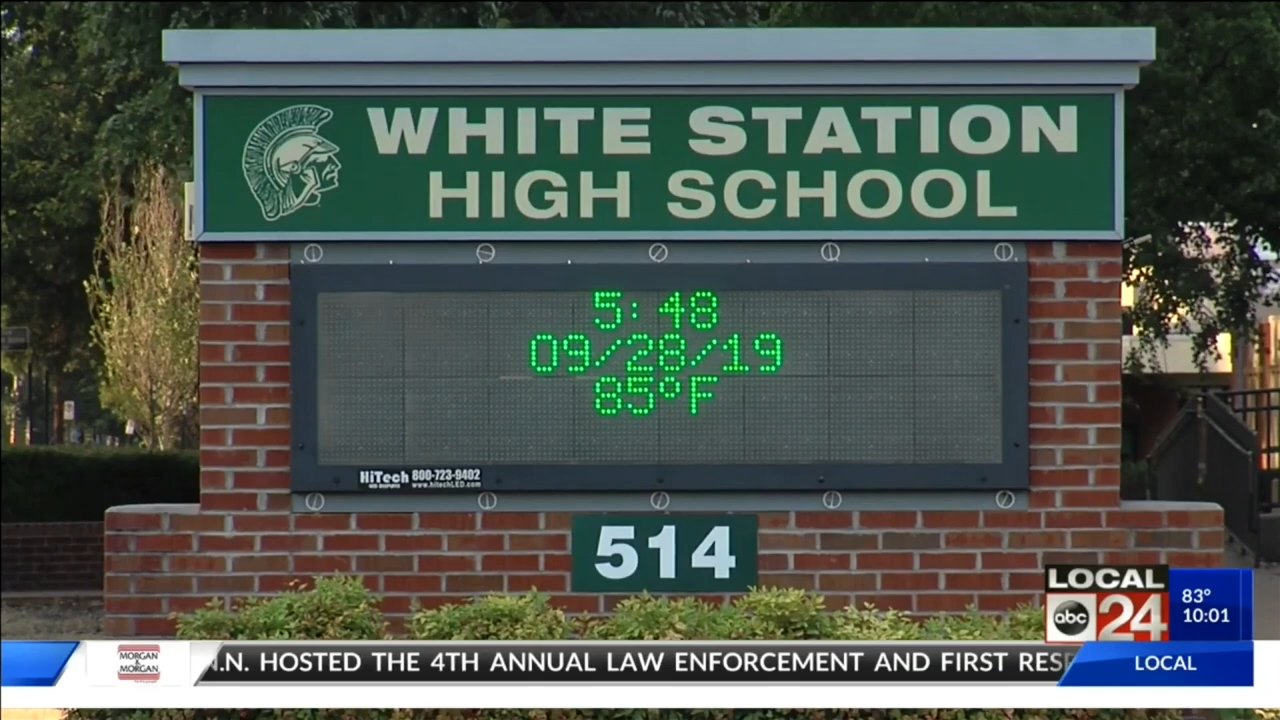 WHITE STATION
HIGH SCHOOL
5:48
09/28/19
85°F
HiTech 800-723-9402
www.hitechLED.com
514
LOCAL
abc 24
83°
10:01
MORGAN
& MORGAN
.N. HOSTED THE 4TH ANNUAL LAW ENFORCEMENT AND FIRST RES
LOCAL